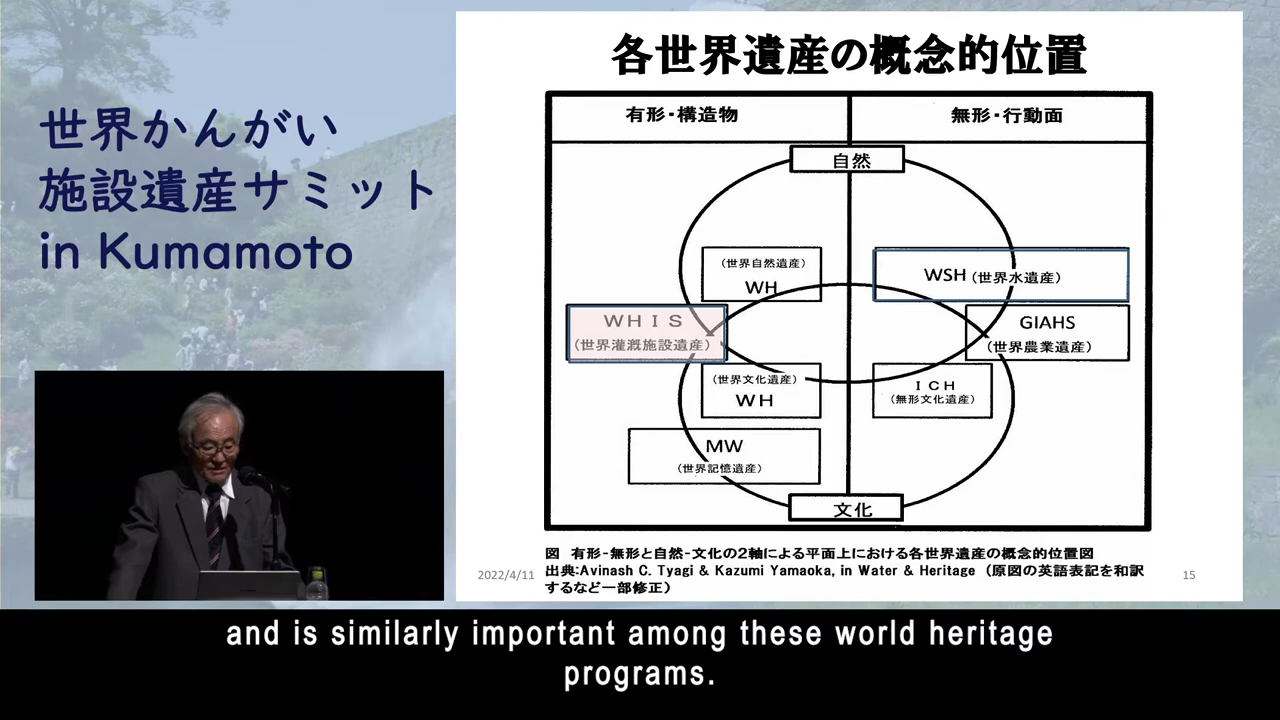 世界かんがい
施設遺産サミット
in Kumamoto
各世界遺産の概念的位置
有形・構造物
無形・行動面
自然
(世界自然遺産)
WH
WSH (世界水遺産)
WHIS
(世界灌漑施設遺産)
GIAHS
(世界農業遺産)
(世界文化遺産)
WH
ICH
(無形文化遺産)
MW
(世界記憶遺産)
文化
図 有形-無形と自然-文化の2軸による平面上における各世界遺産の概念的位置図
出典:Avinash C. Tyagi & Kazumi Yamaoka, in Water & Heritage (原図の英語表記を和訳
するなど一部修正)
2022/4/11
15
and is similarly important among these world heritage
programs.